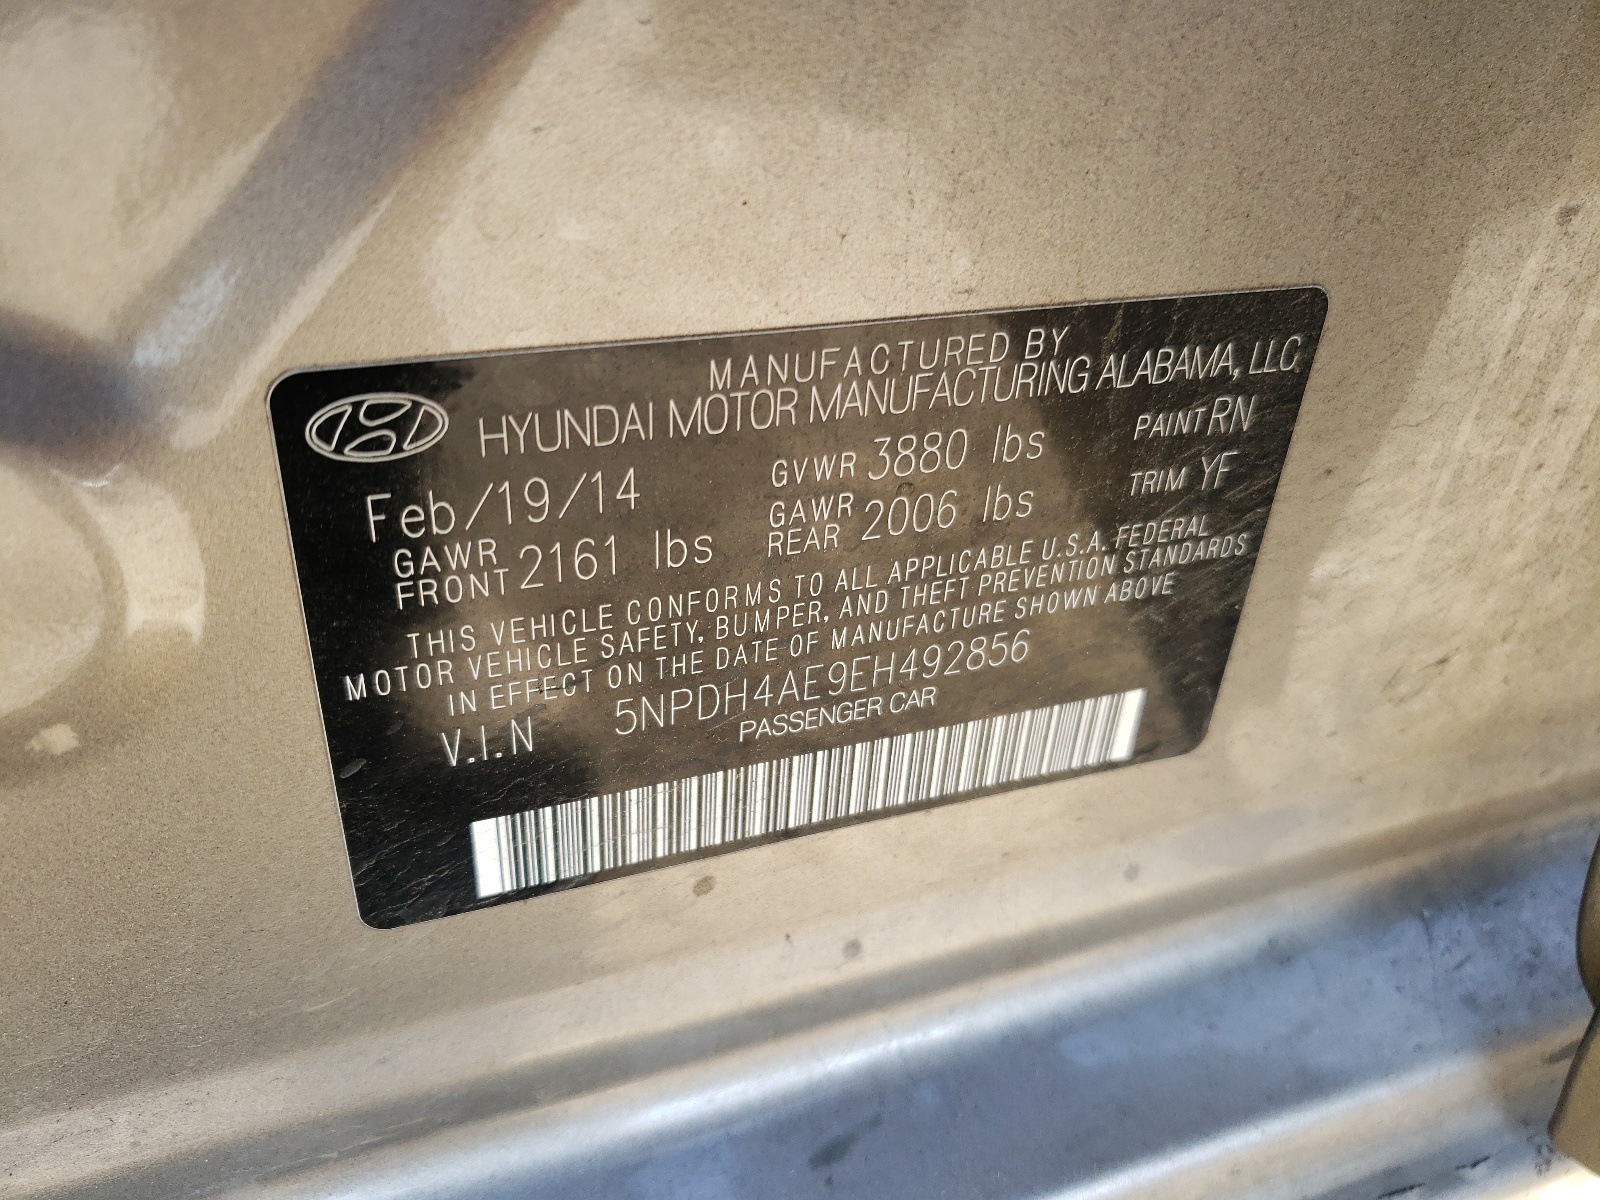 MANUFACTURED BY
HYUNDAI MOTOR MANUFACTURING ALABAMA, LLC
Feb/19/14 GVWR 3880 lbs PAINT RN
GAWR FRONT 2161 lbs GAWR REAR 2006 lbs TRIM YF
THIS VEHICLE CONFORMS TO ALL APPLICABLE U.S.A. FEDERAL
MOTOR VEHICLE SAFETY, BUMPER, AND THEFT PREVENTION STANDARDS
IN EFFECT ON THE DATE OF MANUFACTURE SHOWN ABOVE
V.I.N 5NPDH4AE9EH492856
PASSENGER CAR